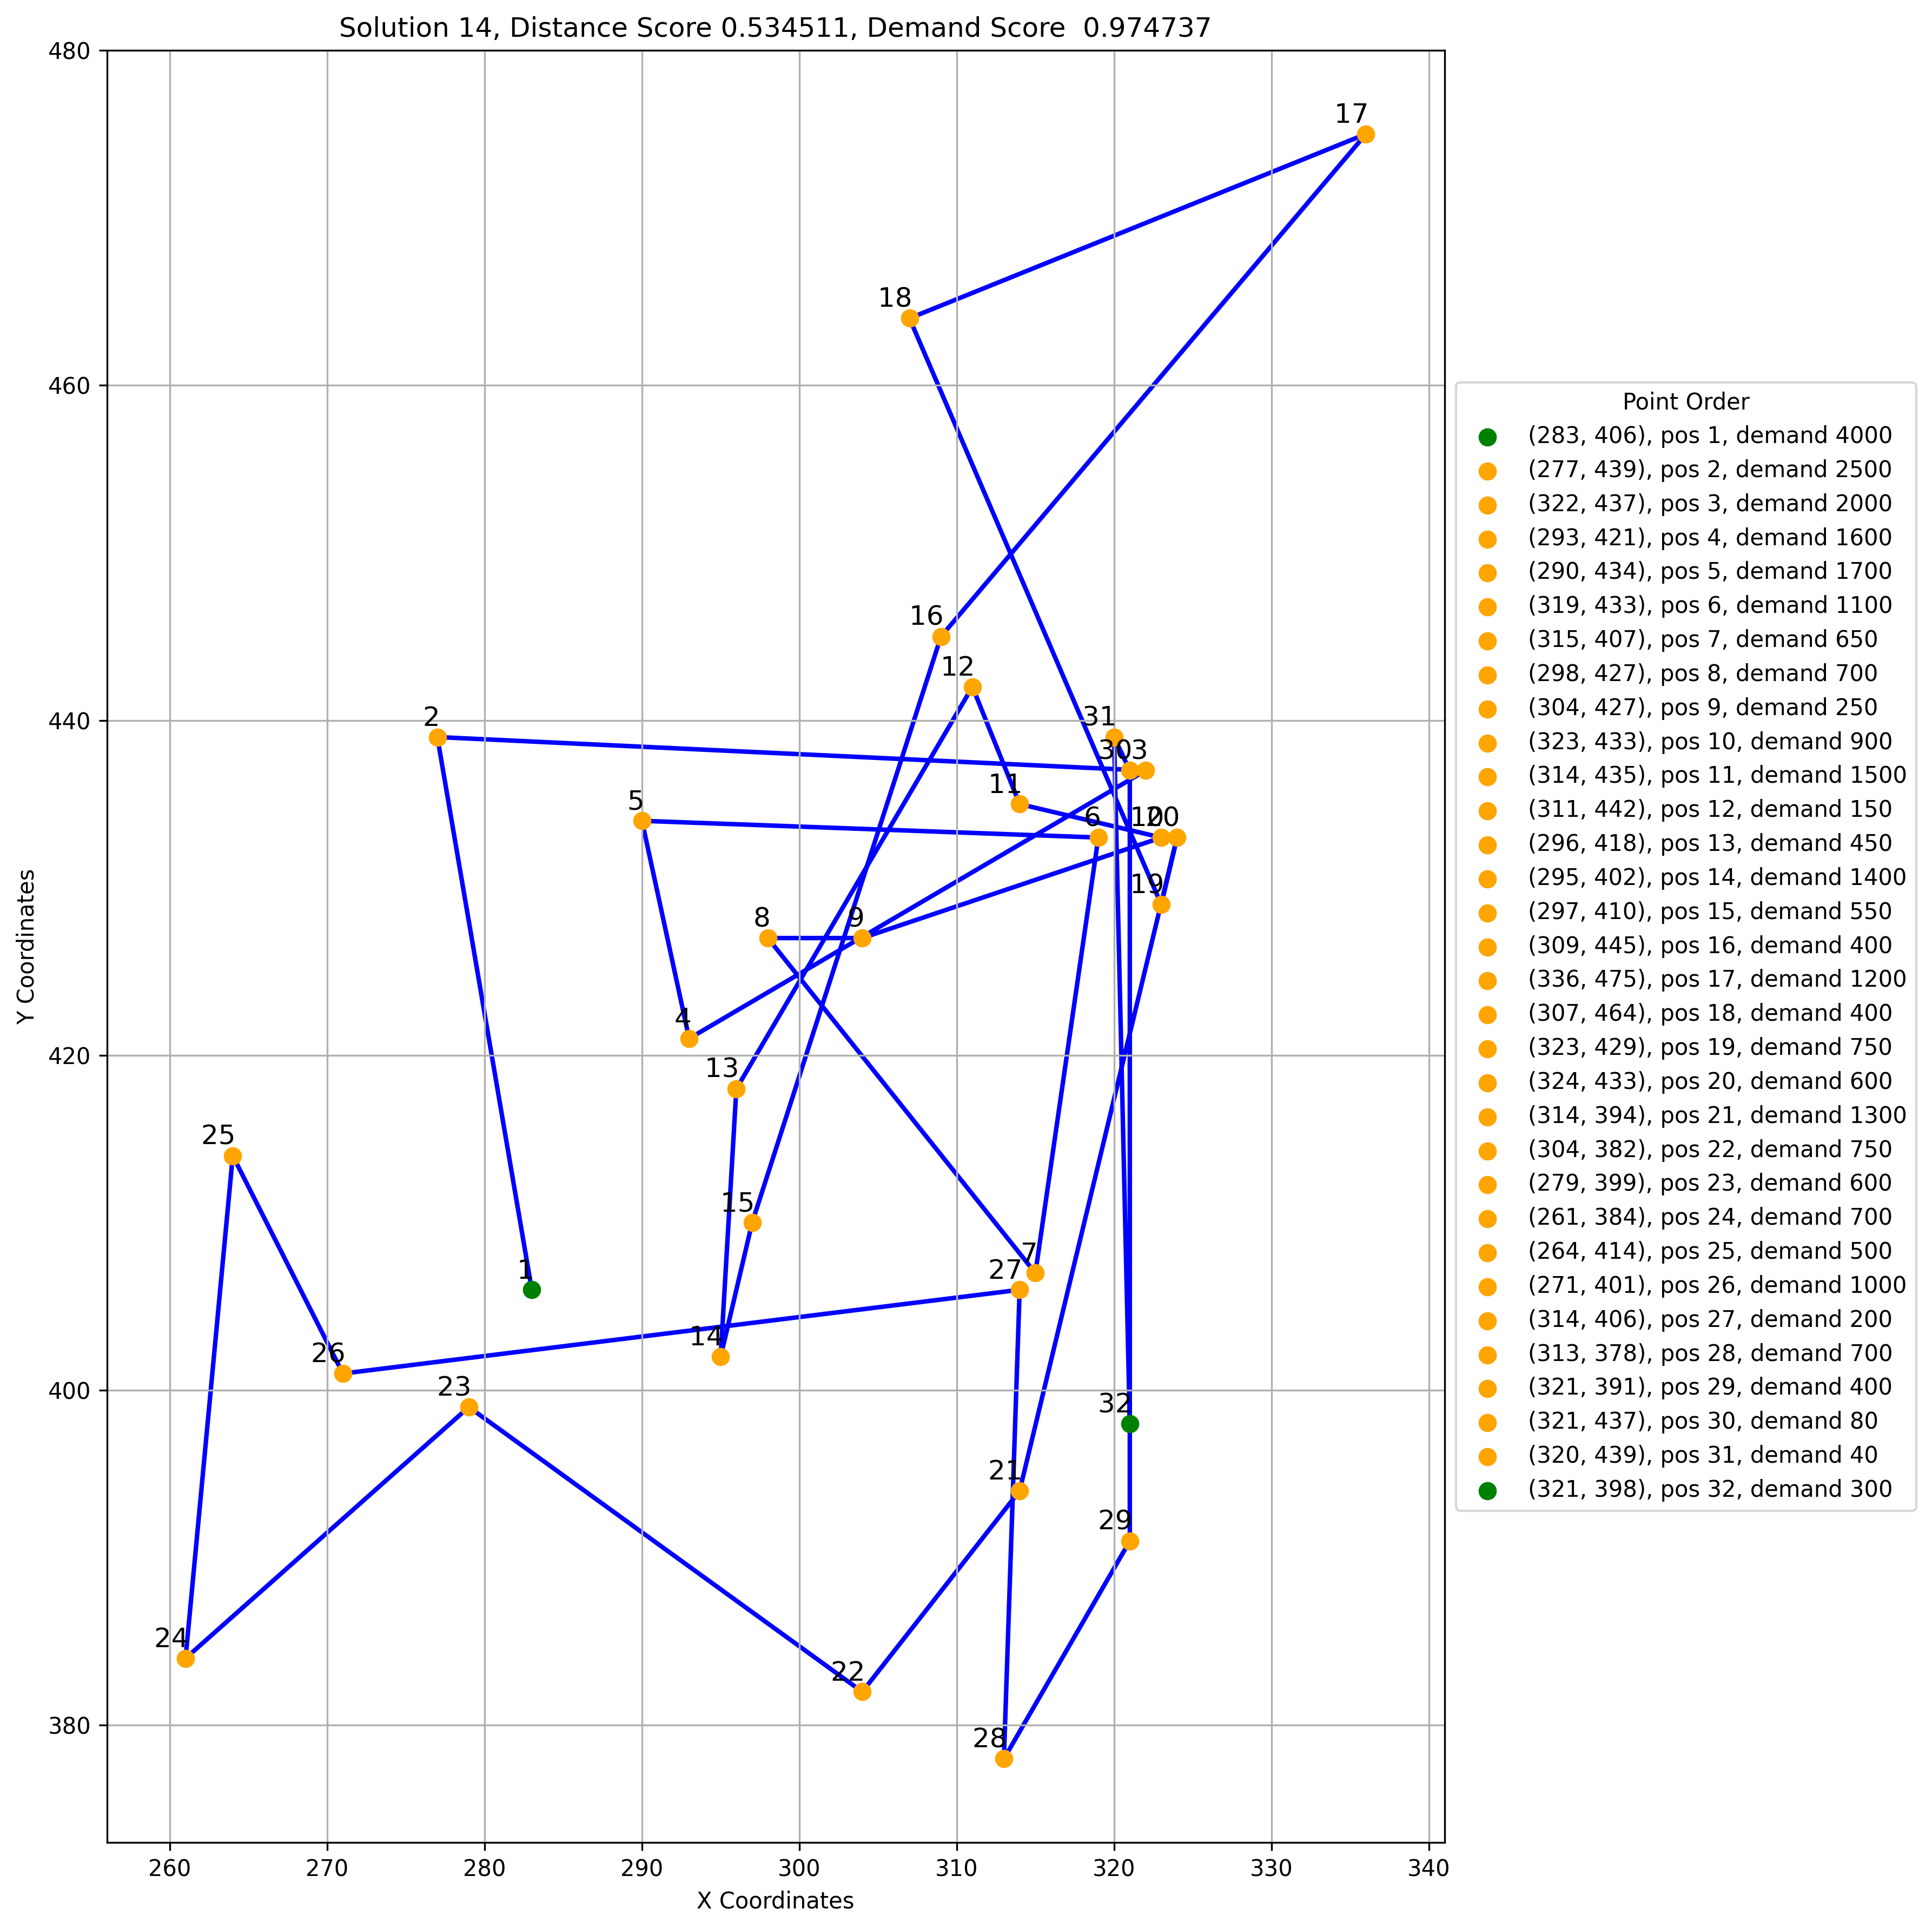 Solution 14, Distance Score 0.534511, Demand Score  0.974737
480
460
440
420
400
380
Y Coordinates
260
270
280
290
300
310
320
330
340
X Coordinates
17
18
16
12
2
31
30
3
11
5
6
10
20
19
8
9
4
13
25
15
7
27
1
14
26
23
32
21
29
24
22
28
Point Order
(283, 406), pos 1, demand 4000
(277, 439), pos 2, demand 2500
(322, 437), pos 3, demand 2000
(293, 421), pos 4, demand 1600
(290, 434), pos 5, demand 1700
(319, 433), pos 6, demand 1100
(315, 407), pos 7, demand 650
(298, 427), pos 8, demand 700
(304, 427), pos 9, demand 250
(323, 433), pos 10, demand 900
(314, 435), pos 11, demand 1500
(311, 442), pos 12, demand 150
(296, 418), pos 13, demand 450
(295, 402), pos 14, demand 1400
(297, 410), pos 15, demand 550
(309, 445), pos 16, demand 400
(336, 475), pos 17, demand 1200
(307, 464), pos 18, demand 400
(323, 429), pos 19, demand 750
(324, 433), pos 20, demand 600
(314, 394), pos 21, demand 1300
(304, 382), pos 22, demand 750
(279, 399), pos 23, demand 600
(261, 384), pos 24, demand 700
(264, 414), pos 25, demand 500
(271, 401), pos 26, demand 1000
(314, 406), pos 27, demand 200
(313, 378), pos 28, demand 700
(321, 391), pos 29, demand 400
(321, 437), pos 30, demand 80
(320, 439), pos 31, demand 40
(321, 398), pos 32, demand 300